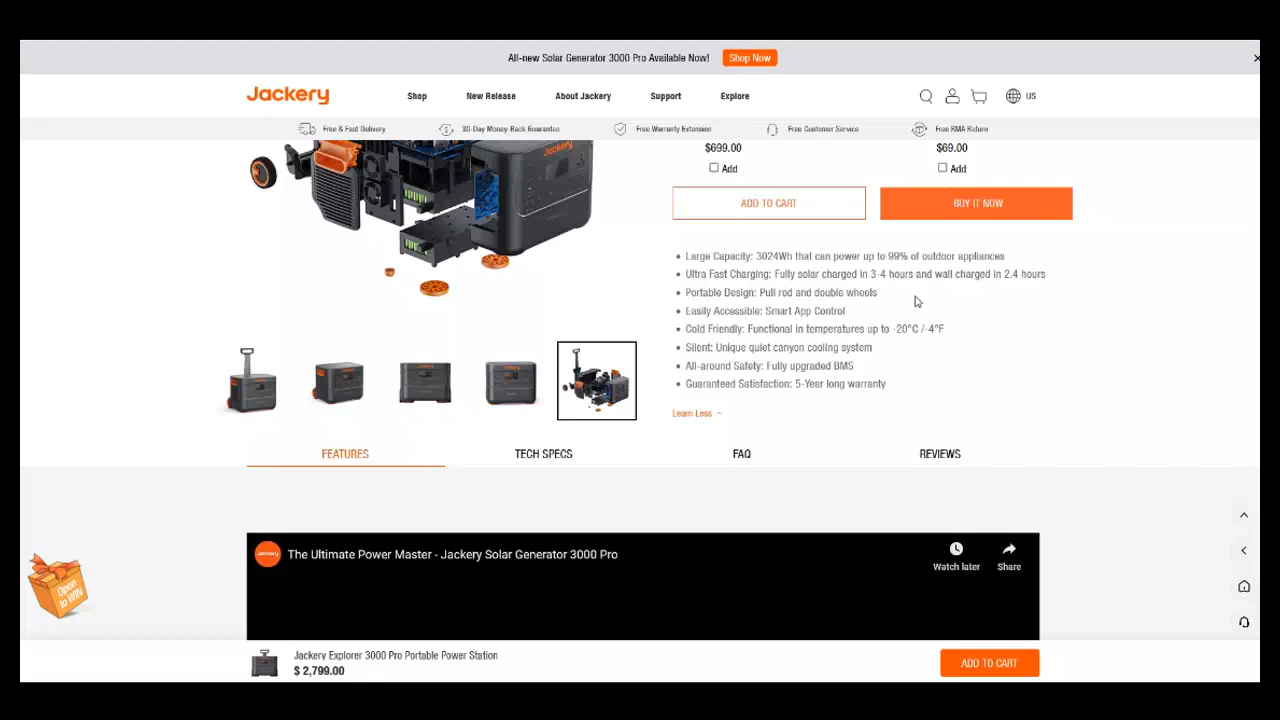 All-new Solar Generator 3000 Pro Available Now! Shop Now
Jackery Shop New Release About Jackery Support Explore US
Free & Fast Delivery 30-Day Money-Back Guarantee Free Warranty Extension Free Customer Service Free RMA Return
$699.00 $69.00
Add Add
ADD TO CART BUY IT NOW
Jackery
• Large Capacity: 3024Wh that can power up to 99% of outdoor appliances
• Ultra Fast Charging: Fully solar charged in 3-4 hours and wall charged in 2.4 hours
• Portable Design: Pull rod and double wheels
• Easily Accessible: Smart App Control
• Cold Friendly: Functional in temperatures up to -20°C /-4°F
• Silent: Unique quiet canyon cooling system
• All-around Safety: Fully upgraded BMS
• Guaranteed Satisfaction: 5-Year long warranty
Learn Less
FEATURES TECH SPECS FAQ REVIEWS
Jackery The Ultimate Power Master - Jackery Solar Generator 3000 Pro
Watch later Share
Open
to WIN
Jackery Explorer 3000 Pro Portable Power Station
$ 2,799.00
ADD TO CART